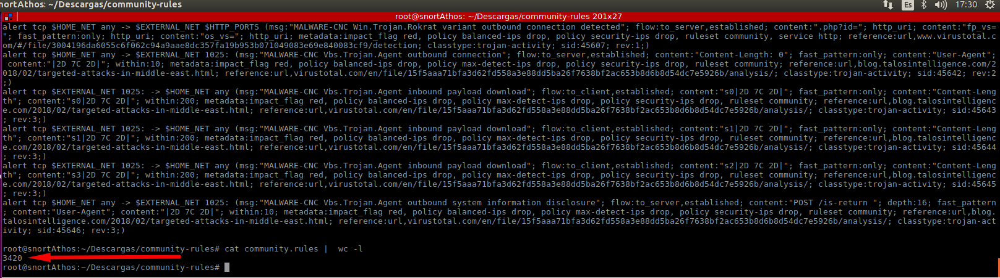 snortAthos: ~/Descargas/community-rules
Es
17:30
root@snortAthos: ~/Descargas/community-rules 201x27
alert tcp $HOME_NET any -> $EXTERNAL_NET $HTTP_PORTS (msg:"MALWARE-CNC Win.Trojan.Rokrat variant outbound connection detected"; flow:to_server,established; content:".php?id="; http_uri; content:"fp_vs=
"; fast_pattern:only; http_uri; content:"os_vs="; http_uri; metadata:impact_flag red, policy balanced-ips drop, policy security-ips drop, ruleset community, service http; reference:url,www.virustotal.c
om/#/file/3004196da6055c6f062c94a9aae8dc357fa19b953b071049083e69e840083cf9/detection; classtype:trojan-activity; sid:45607; rev:1;)
alert tcp $HOME_NET any -> $EXTERNAL_NET 1025: (msg:"MALWARE-CNC Vbs.Trojan.Agent outbound connection"; flow:to_server,established; content:"Content-Length: 0"; fast_pattern:only; content:"User-Agent";
 content:"|2D 7C 2D|"; within:10; metadata:impact_flag red, policy balanced-ips drop, policy max-detect-ips drop, policy security-ips drop, ruleset community; reference:url,blog.talosintelligence.com/2
018/02/targeted-attacks-in-middle-east.html; reference:url,virustotal.com/en/file/15f5aaa71bfa3d62fd558a3e88dd5ba26f7638bf2ac653b8d6b8d54dc7e5926b/analysis/; classtype:trojan-activity; sid:45642; rev:2
;)
alert tcp $EXTERNAL_NET 1025: -> $HOME_NET any (msg:"MALWARE-CNC Vbs.Trojan.Agent inbound payload download"; flow:to_client,established; content:"s0|2D 7C 2D|"; fast_pattern:only; content:"Content-Leng
th"; content:"s0|2D 7C 2D|"; within:200; metadata:impact_flag red, policy balanced-ips drop, policy max-detect-ips drop, policy security-ips drop, ruleset community; reference:url,blog.talosintelligenc
e.com/2018/02/targeted-attacks-in-middle-east.html; reference:url,virustotal.com/en/file/15f5aaa71bfa3d62fd558a3e88dd5ba26f7638bf2ac653b8d6b8d54dc7e5926b/analysis/; classtype:trojan-activity; sid:45643
; rev:3;)
alert tcp $EXTERNAL_NET 1025: -> $HOME_NET any (msg:"MALWARE-CNC Vbs.Trojan.Agent inbound payload download"; flow:to_client,established; content:"s1|2D 7C 2D|"; fast_pattern:only; content:"Content-Leng
th"; content:"s1|2D 7C 2D|"; within:200; metadata:impact_flag red, policy balanced-ips drop, policy max-detect-ips drop, policy security-ips drop, ruleset community; reference:url,blog.talosintelligenc
e.com/2018/02/targeted-attacks-in-middle-east.html; reference:url,virustotal.com/en/file/15f5aaa71bfa3d62fd558a3e88dd5ba26f7638bf2ac653b8d6b8d54dc7e5926b/analysis/; classtype:trojan-activity; sid:45644
; rev:3;)
alert tcp $EXTERNAL_NET 1025: -> $HOME_NET any (msg:"MALWARE-CNC Vbs.Trojan.Agent inbound payload download"; flow:to_client,established; content:"s2|2D 7C 2D|"; fast_pattern:only; content:"Content-Leng
th"; content:"s3|2D 7C 2D|"; within:200; metadata:impact_flag red, policy balanced-ips drop, policy max-detect-ips drop, policy security-ips drop, ruleset community; reference:url,blog.talosintelligenc
e.com/2018/02/targeted-attacks-in-middle-east.html; reference:url,virustotal.com/en/file/15f5aaa71bfa3d62fd558a3e88dd5ba26f7638bf2ac653b8d6b8d54dc7e5926b/analysis/; classtype:trojan-activity; sid:45645
; rev:3;)
alert tcp $HOME_NET any -> $EXTERNAL_NET 1025: (msg:"MALWARE-CNC Vbs.Trojan.Agent outbound system information disclosure"; flow:to_server,established; content:"POST /is-return "; depth:16; fast_pattern
; content:"User-Agent"; content:"|2D 7C 2D|"; within:10; metadata:impact_flag red, policy balanced-ips drop, policy max-detect-ips drop, policy security-ips drop, ruleset community; reference:url,blog.
talosintelligence.com/2018/02/targeted-attacks-in-middle-east.html; reference:url,virustotal.com/en/file/15f5aaa71bfa3d62fd558a3e88dd5ba26f7638bf2ac653b8d6b8d54dc7e5926b/analysis/; classtype:trojan-act
ivity; sid:45646; rev:3;)
root@snortAthos:~/Descargas/community-rules# cat community.rules |  wc -l
3420
root@snortAthos:~/Descargas/community-rules#